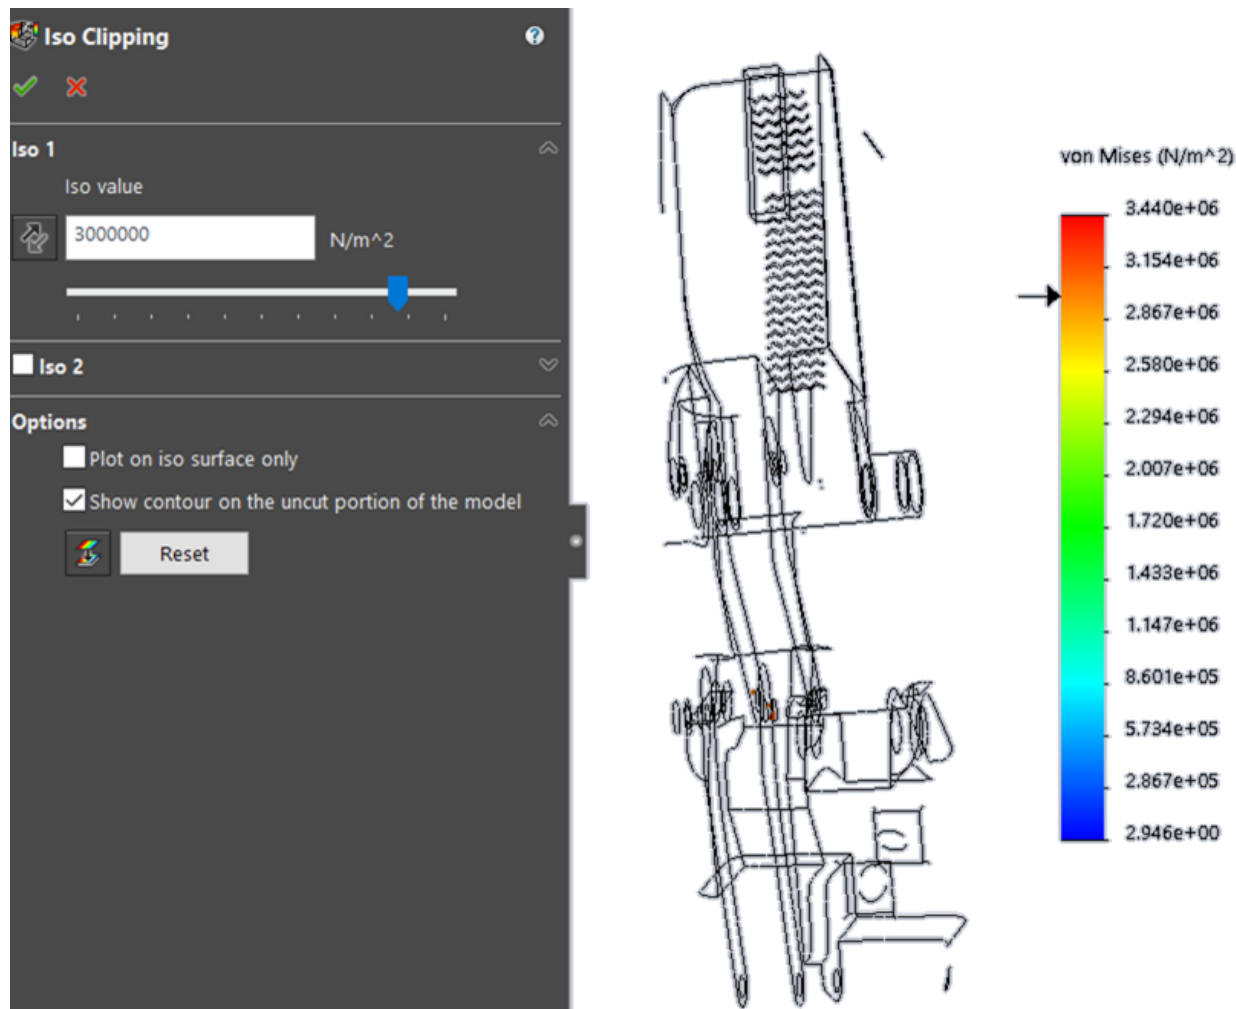 Iso Clipping
?
Iso 1
Iso value
3000000
N/m^2
Iso 2
Options
Plot on iso surface only
Show contour on the uncut portion of the model
Reset
von Mises (N/m^2)
3.440e+06
3.154e+06
2.867e+06
2.580e+06
2.294e+06
2.007e+06
1.720e+06
1.433e+06
1.147e+06
8.601e+05
5.734e+05
2.867e+05
2.946e+00